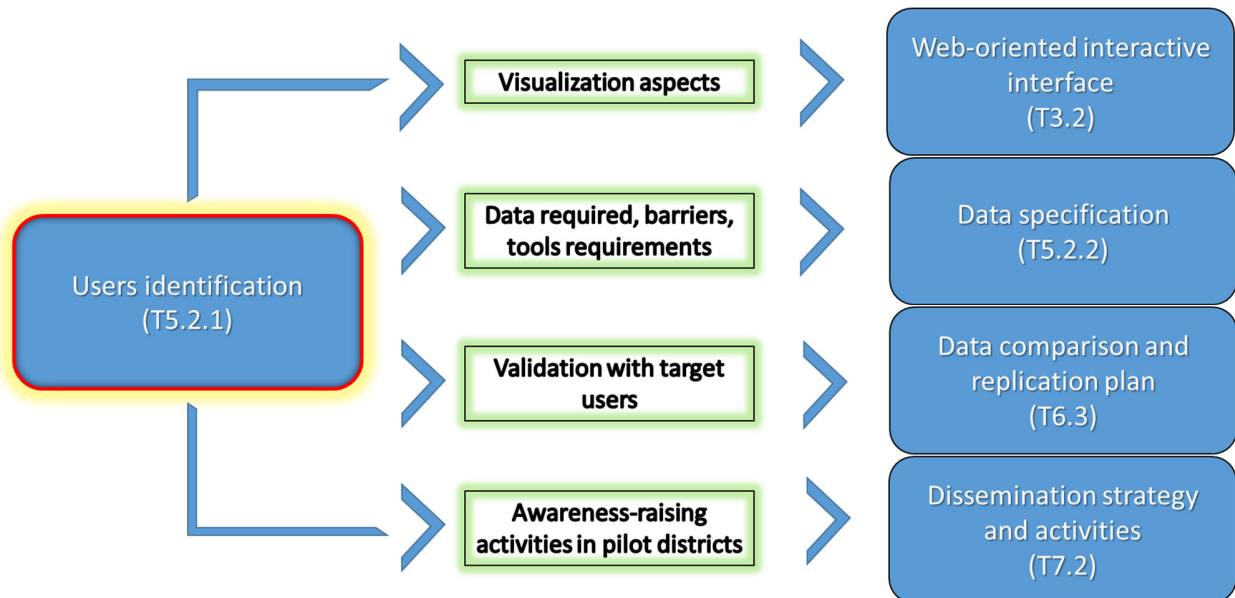 Users identification
(T5.2.1)
Visualization aspects
Web-oriented interactive
interface
(T3.2)
Data required, barriers,
tools requirements
Data specification
(T5.2.2)
Validation with target
users
Data comparison and
replication plan
(T6.3)
Awareness-raising
activities in pilot districts
Dissemination strategy
and activities
(T7.2)